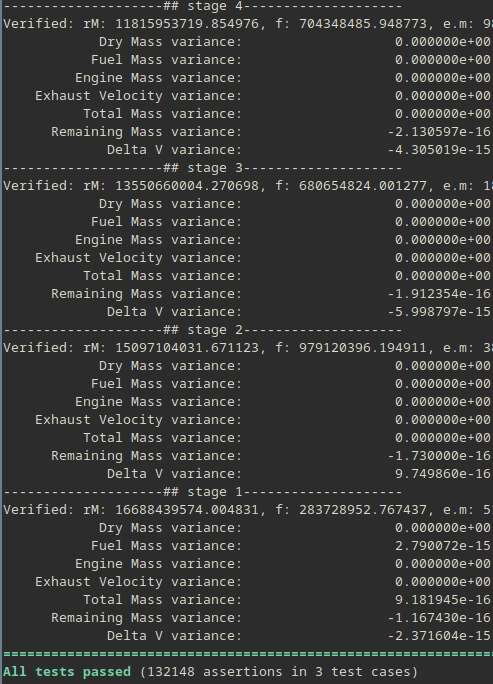 --------------------## stage 4--------------------
Verified: rM: 11815953719.854976, f: 704348485.948773, e.m: 98
Dry Mass variance: 0.000000e+00
Fuel Mass variance: 0.000000e+00
Engine Mass variance: 0.000000e+00
Exhaust Velocity variance: 0.000000e+00
Total Mass variance: 0.000000e+00
Remaining Mass variance: -2.130597e-16
Delta V variance: -4.305019e-15
--------------------## stage 3--------------------
Verified: rM: 13550660004.270698, f: 680654824.001277, e.m: 18
Dry Mass variance: 0.000000e+00
Fuel Mass variance: 0.000000e+00
Engine Mass variance: 0.000000e+00
Exhaust Velocity variance: 0.000000e+00
Total Mass variance: 0.000000e+00
Remaining Mass variance: -1.912354e-16
Delta V variance: -5.998797e-15
--------------------## stage 2--------------------
Verified: rM: 15097104031.671123, f: 979120396.194911, e.m: 38
Dry Mass variance: 0.000000e+00
Fuel Mass variance: 0.000000e+00
Engine Mass variance: 0.000000e+00
Exhaust Velocity variance: 0.000000e+00
Total Mass variance: 0.000000e+00
Remaining Mass variance: -1.730000e-16
Delta V variance: 9.749860e-16
--------------------## stage 1--------------------
Verified: rM: 16688439574.004831, f: 283728952.767437, e.m: 5
Dry Mass variance: 0.000000e+00
Fuel Mass variance: 2.790072e-15
Engine Mass variance: 0.000000e+00
Exhaust Velocity variance: 0.000000e+00
Total Mass variance: 9.181945e-16
Remaining Mass variance: -1.167430e-16
Delta V variance: -2.371604e-15
=============================================================
All tests passed (132148 assertions in 3 test cases)